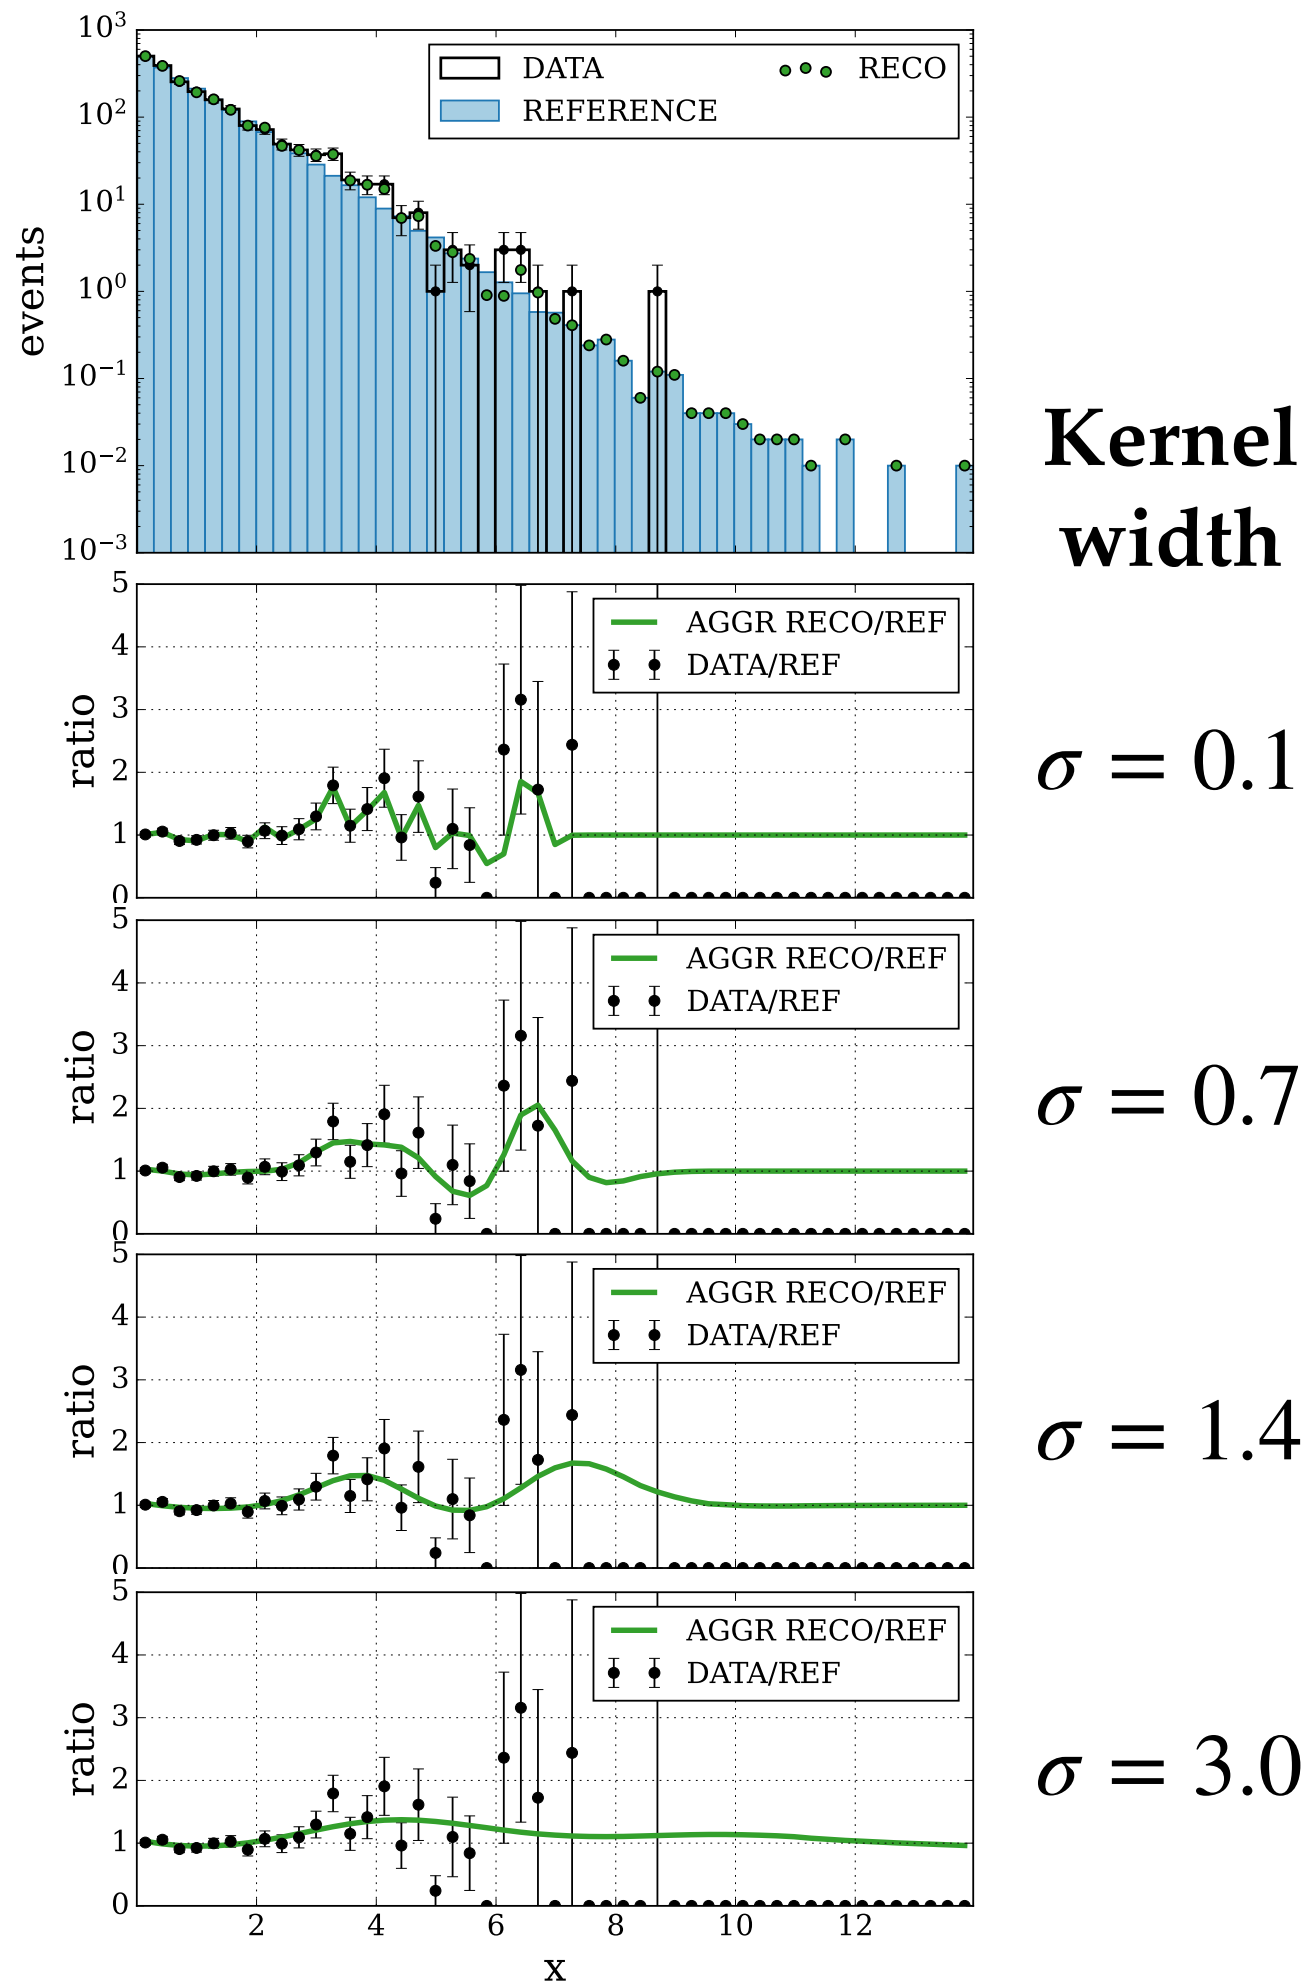 10³
10²
10¹
10⁰
10⁻¹
10⁻²
10⁻³
events
DATA
REFERENCE
RECO
Kernel
width
5
4
3
2
1
0
ratio
AGGR RECO/REF
DATA/REF
σ = 0.1
5
4
3
2
1
0
ratio
AGGR RECO/REF
DATA/REF
σ = 0.7
5
4
3
2
1
0
ratio
AGGR RECO/REF
DATA/REF
σ = 1.4
5
4
3
2
1
0
ratio
AGGR RECO/REF
DATA/REF
σ = 3.0
2 4 6 8 10 12
x